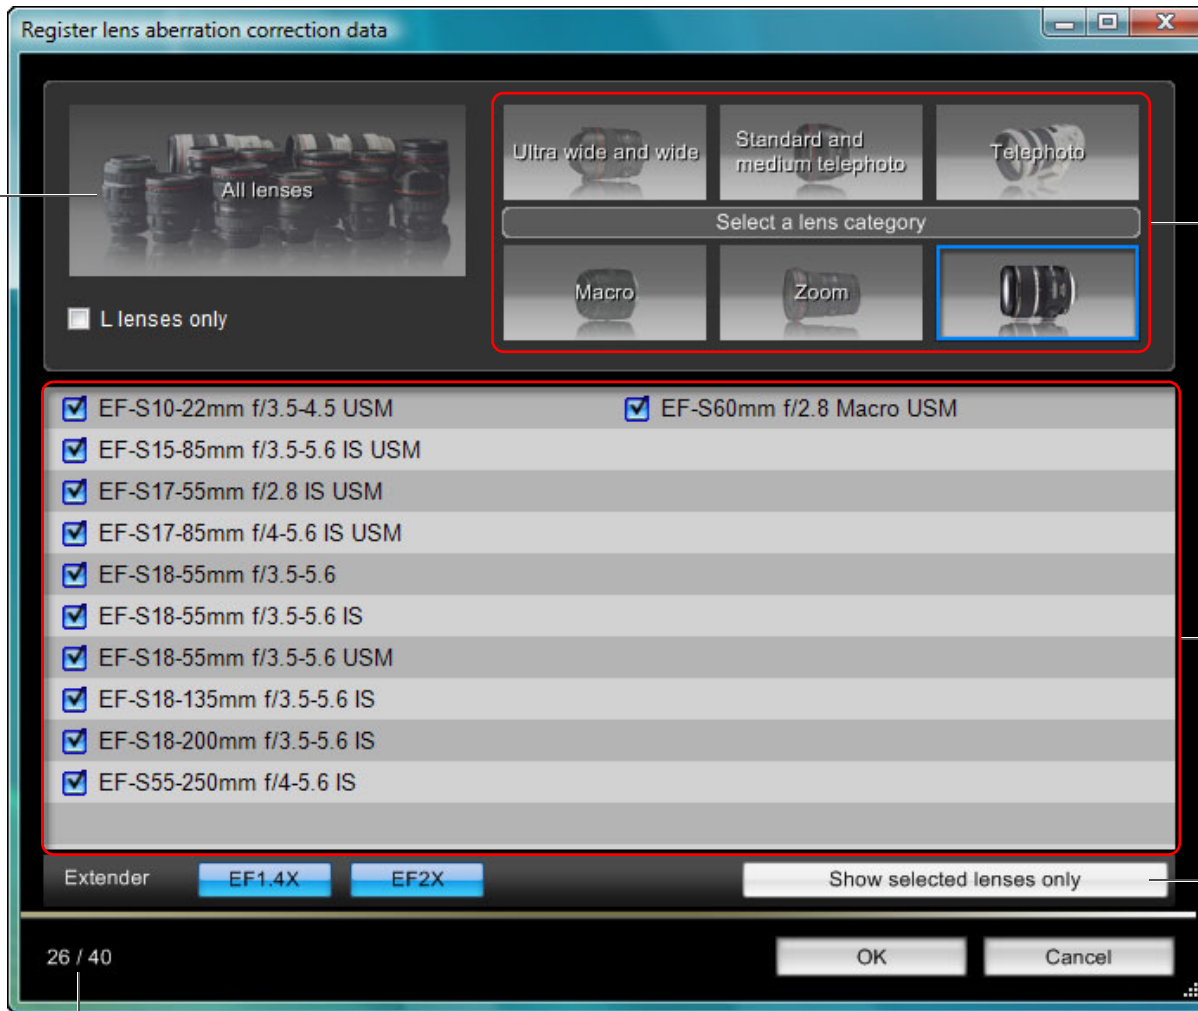 Register lens aberration correction data
All lenses
L lenses only
Ultra wide and wide
Standard and
medium telephoto
Telephoto
Select a lens category
Macro
Zoom
EF-S10-22mm f/3.5-4.5 USM
EF-S15-85mm f/3.5-5.6 IS USM
EF-S17-55mm f/2.8 IS USM
EF-S17-85mm f/4-5.6 IS USM
EF-S18-55mm f/3.5-5.6
EF-S18-55mm f/3.5-5.6 IS
EF-S18-55mm f/3.5-5.6 USM
EF-S18-135mm f/3.5-5.6 IS
EF-S18-200mm f/3.5-5.6 IS
EF-S55-250mm f/4-5.6 IS
EF-S60mm f/2.8 Macro USM
Extender
EF1.4X
EF2X
Show selected lenses only
26 / 40
OK
Cancel